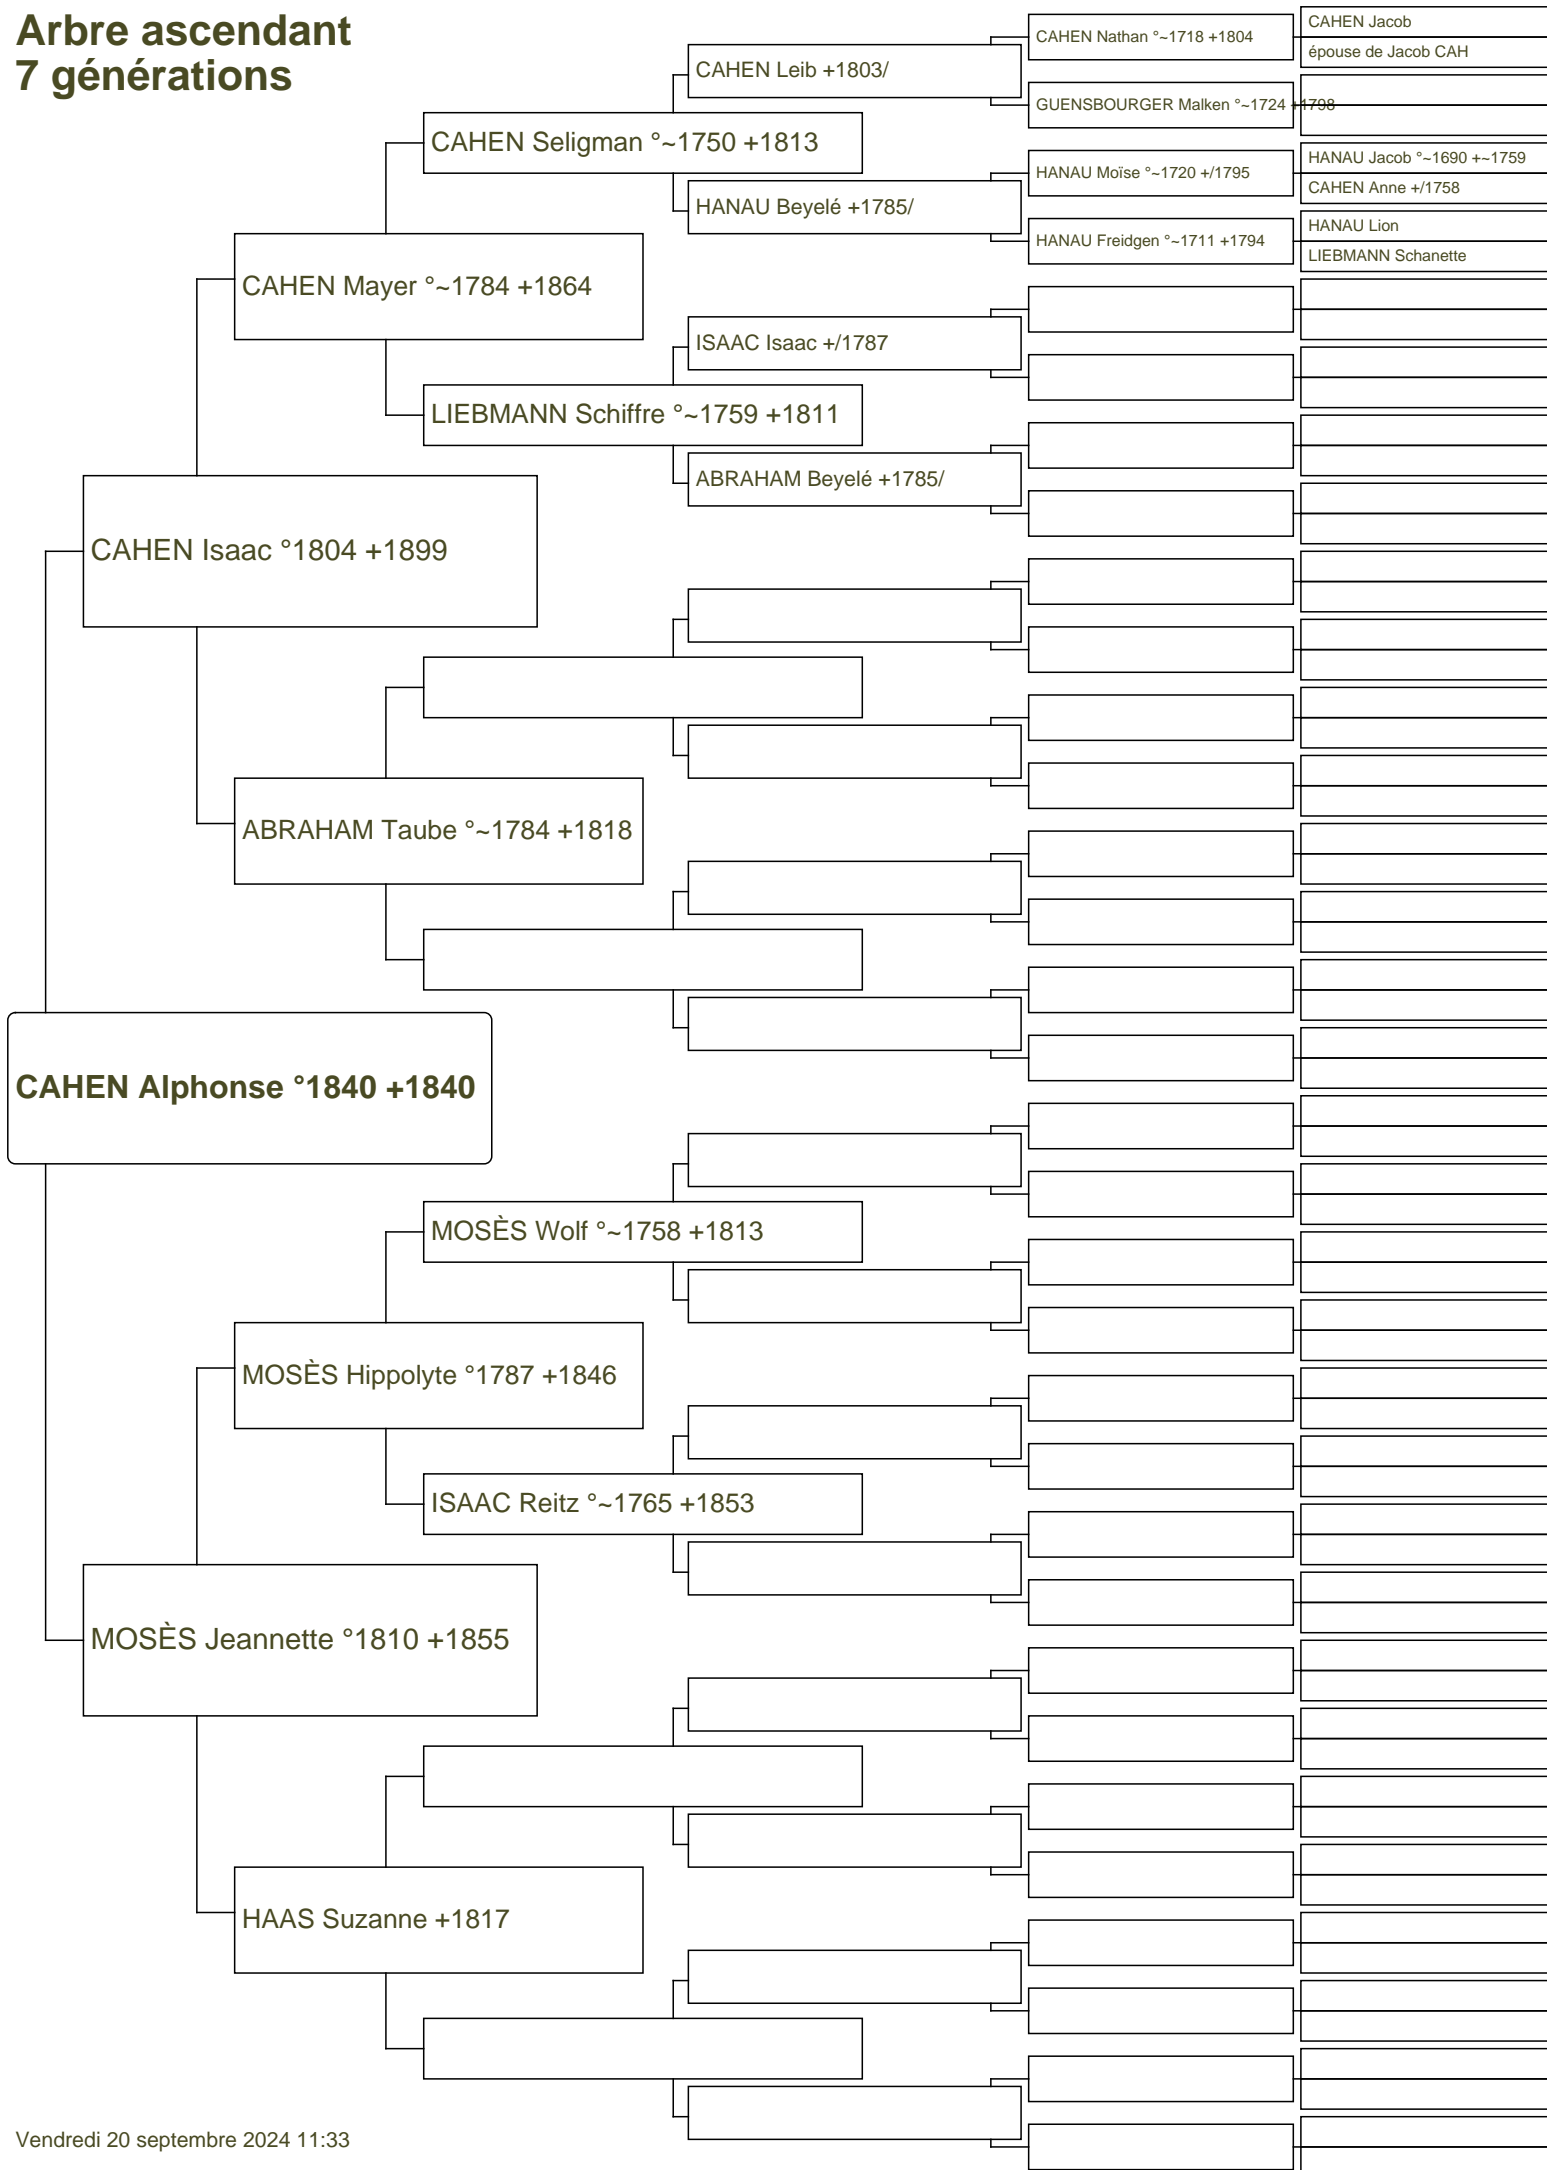 Arbre ascendant
7 générations
CAHEN Jacob
CAHEN Nathan °~1718 +1804
épouse de Jacob CAH
CAHEN Leib +1803/
GUENSBOURGER Malken °~1724 +1798
CAHEN Seligman °~1750 +1813
HANAU Jacob °~1690 +~1759
HANAU Moïse °~1720 +/1795
CAHEN Anne +/1758
HANAU Beyelé +1785/
HANAU Lion
HANAU Freidgen °~1711 +1794
LIEBMANN Schanette
CAHEN Mayer °~1784 +1864
ISAAC Isaac +/1787
LIEBMANN Schiffre °~1759 +1811
ABRAHAM Beyelé +1785/
CAHEN Isaac °1804 +1899
ABRAHAM Taube °~1784 +1818
CAHEN Alphonse °1840 +1840
MOSÈS Wolf °~1758 +1813
MOSÈS Hippolyte °1787 +1846
ISAAC Reitz °~1765 +1853
MOSÈS Jeannette °1810 +1855
HAAS Suzanne +1817
Vendredi 20 septembre 2024 11:33